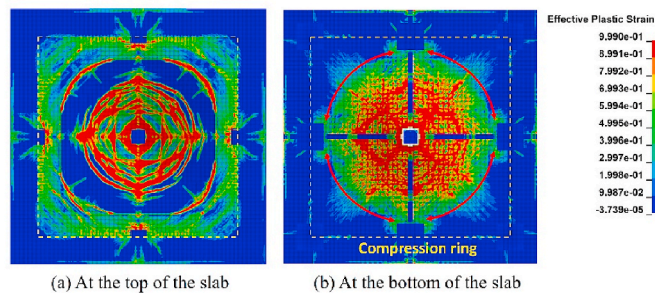 Effective Plastic Strain
9.990e-01
8.991e-01
7.992e-01
6.993e-01
5.994e-01
4.995e-01
3.996e-01
2.997e-01
1.998e-01
9.987e-02
-3.739e-05
Compression ring
(a) At the top of the slab
(b) At the bottom of the slab